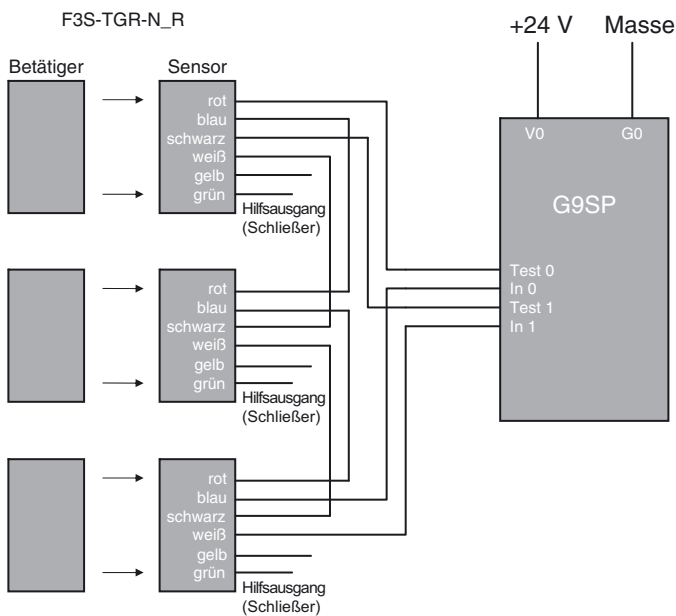 F3S-TGR-N_R
+24 V Masse
Betätiger Sensor
rot
blau
schwarz
weiß
gelb
grün
Hilfsausgang
(Schließer)
V0 G0
G9SP
Test 0
In 0
Test 1
In 1
rot
blau
schwarz
weiß
gelb
grün
Hilfsausgang
(Schließer)
rot
blau
schwarz
weiß
gelb
grün
Hilfsausgang
(Schließer)